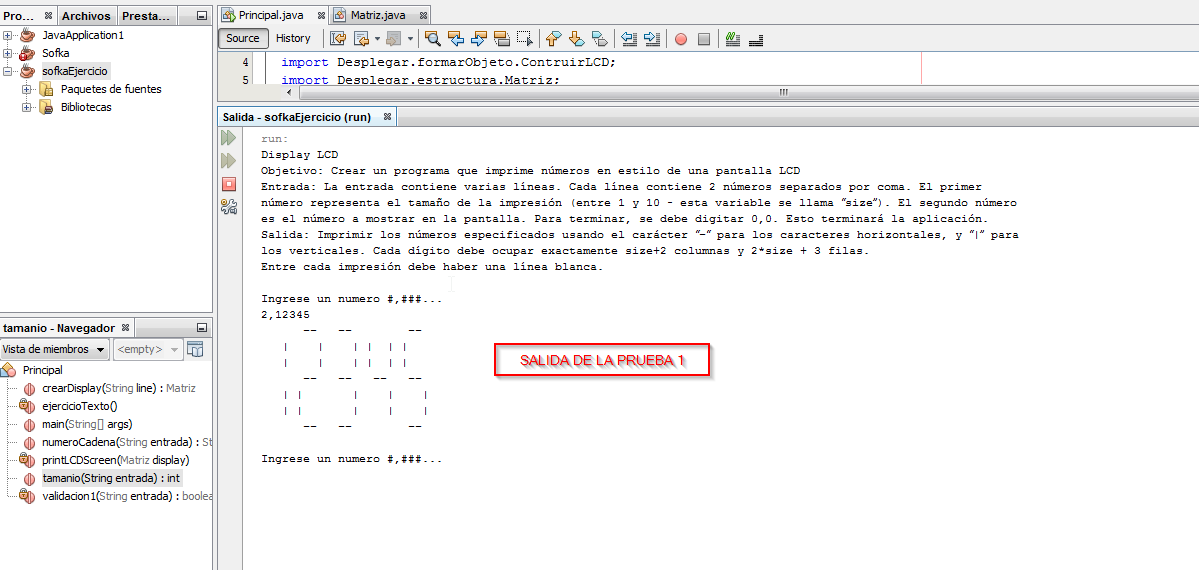 Pro...
Archivos
Presta...
JavaApplication1
Sofka
sofkaEjercicio
Paquetes de fuentes
Bibliotecas
tamanio - Navegador
Vista de miembros
<empty>
Principal
crearDisplay(String line) : Matriz
ejercicioTexto()
main(String[] args)
numeroCadena(String entrada) : St
printLCDScreen(Matriz display)
tamanio(String entrada) : int
validacion1(String entrada) : boolea
Principal.java
Matriz.java
Source
History
4 import Desplegar.formarObjeto.ContruirLCD;
5 import Desplegar.estructura.Matriz;
Salida - sofkaEjercicio (run)
run:
Display LCD
Objetivo: Crear un programa que imprime números en estilo de una pantalla LCD
Entrada: La entrada contiene varias líneas. Cada línea contiene 2 números separados por coma. El primer
número representa el tamaño de la impresión (entre 1 y 10 - esta variable se llama “size”). El segundo número
es el número a mostrar en la pantalla. Para terminar, se debe digitar 0,0. Esto terminará la aplicación.
Salida: Imprimir los números especificados usando el carácter “-” para los caracteres horizontales, y “|” para
los verticales. Cada dígito debe ocupar exactamente size+2 columnas y 2*size + 3 filas.
Entre cada impresión debe haber una línea blanca.
Ingrese un numero #,###...
2,12345
      --   --        --
   |    |    | |  | |
   |    |    | |  | |
      --   --   --   --
   | |       |    |    |
   | |       |    |    |
      --   --        --
SALIDA DE LA PRUEBA 1
Ingrese un numero #,###...